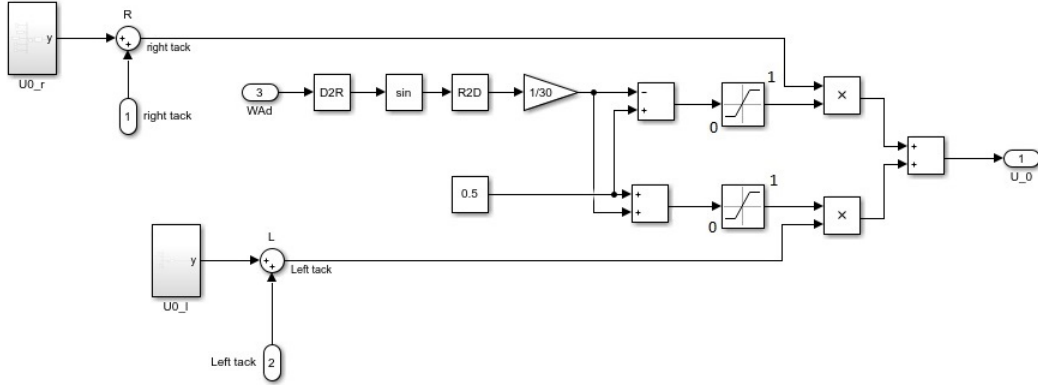 R
y
+
+
right tack
U0_r
1
right tack
3
WAd
D2R
sin
R2D
1/30
−
+
1
0
×
+
+
1
U_0
0.5
+
+
1
0
×
L
y
+
+
Left tack
U0_l
Left tack
2